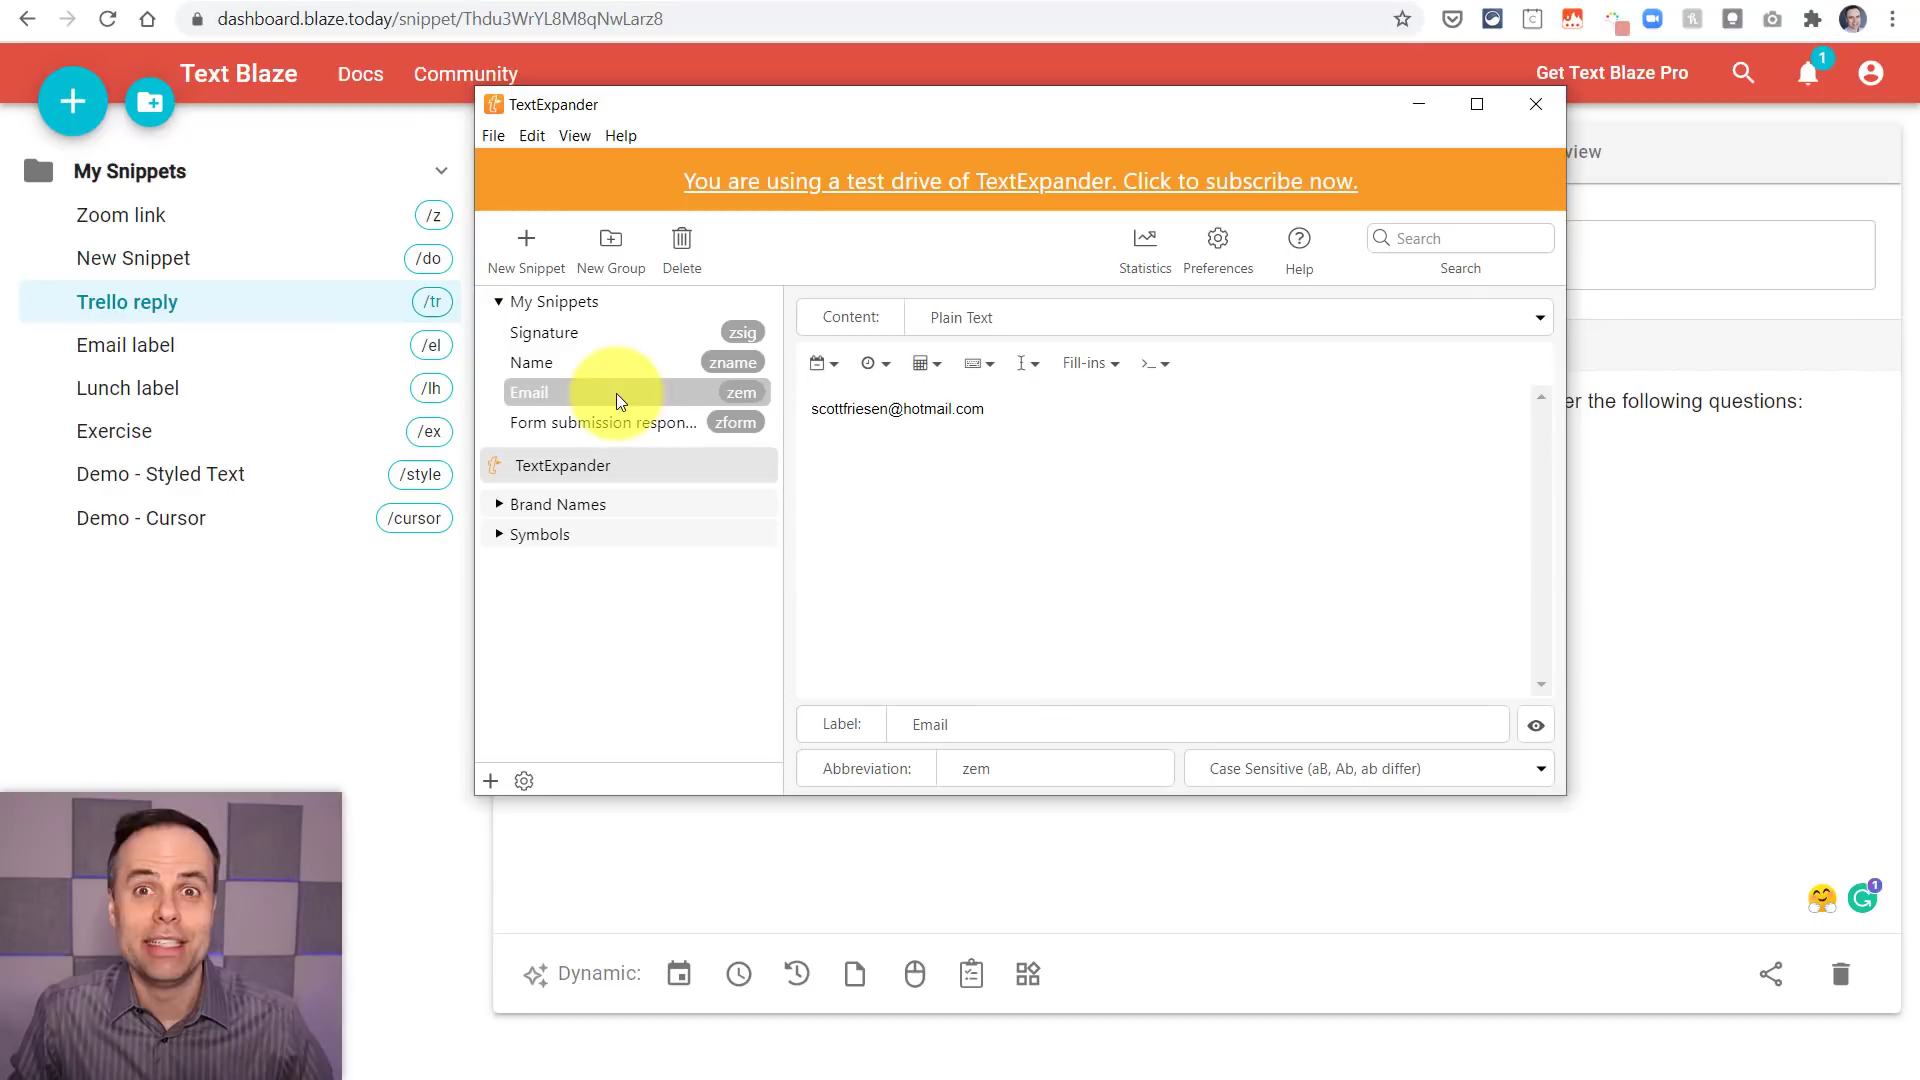 dashboard.blaze.today/snippet/Thdu3WrYL8M8qNwLarz8
Text Blaze
Docs
Community
Get Text Blaze Pro
1
TextExpander
File
Edit
View
Help
You are using a test drive of TextExpander. Click to subscribe now.
New Snippet
New Group
Delete
Statistics
Preferences
Help
Search
Search
My Snippets
Zoom link
/z
New Snippet
/do
Trello reply
/tr
Email label
/el
Lunch label
/lh
Exercise
/ex
Demo - Styled Text
/style
Demo - Cursor
/cursor
My Snippets
Signature
zsig
Name
zname
Email
zem
Form submission respon...
zform
TextExpander
Brand Names
Symbols
Content:
Plain Text
Fill-ins
scottfriesen@hotmail.com
Label:
Email
Abbreviation:
zem
Case Sensitive (aB, Ab, ab differ)
view
er the following questions:
1
Dynamic: